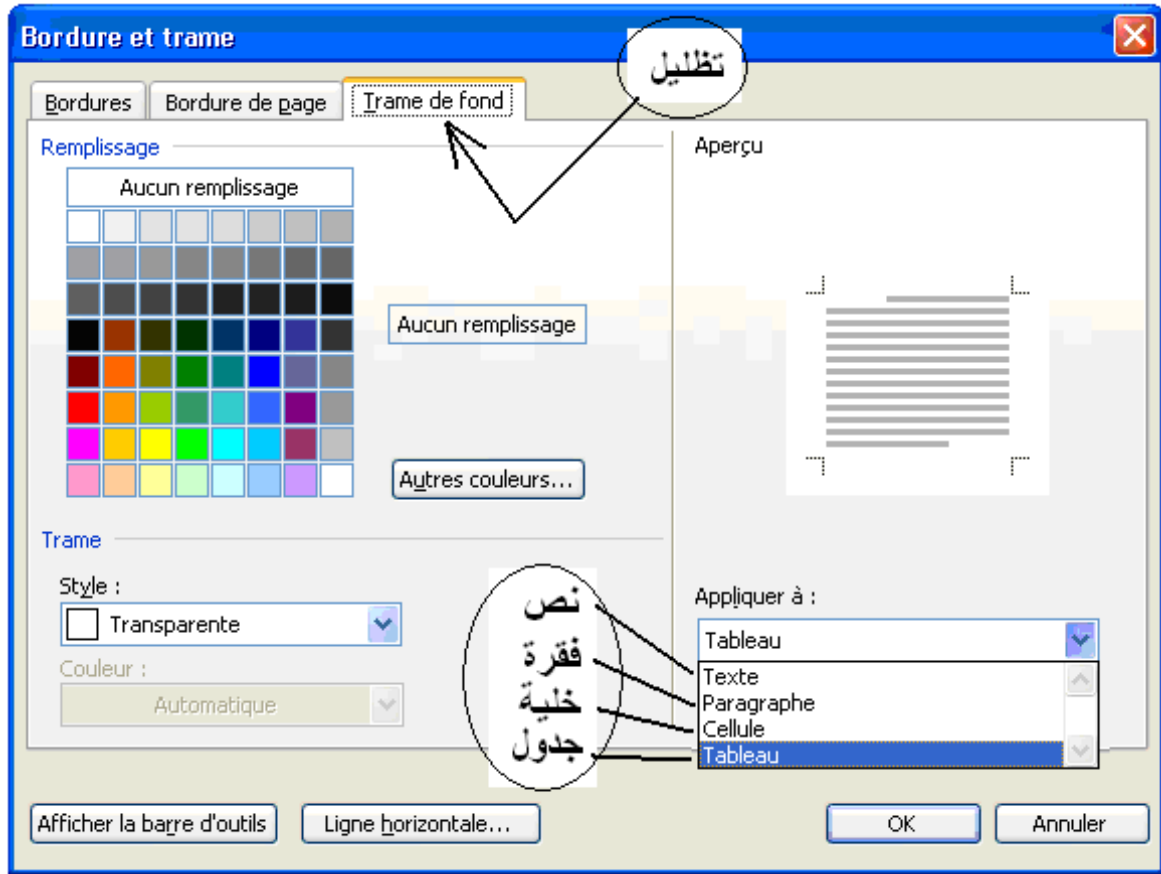 Bordure et trame
تظليل
Bordures
Bordure de page
Trame de fond
Remplissage
Aucun remplissage
Aucun remplissage
Autres couleurs...
Trame
Style :
Transparente
Couleur :
Automatique
Aperçu
نص
فقرة
خلية
جدول
Appliquer à :
Tableau
Texte
Paragraphe
Cellule
Tableau
Afficher la barre d'outils
Ligne horizontale...
OK
Annuler